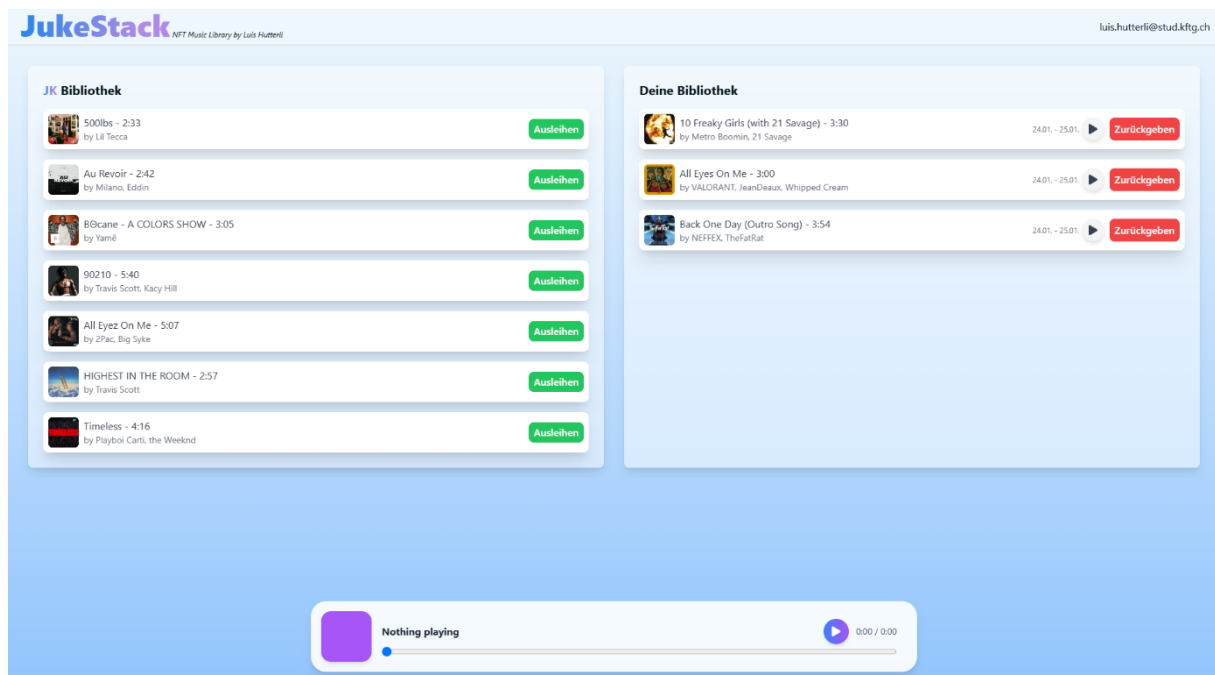 JukeStack NFT Music Library by Luis Hutterli
luis.hutterli@stud.kftg.ch
JK Bibliothek
500lbs - 2:33
by Lil Tecca
Ausleihen
Au Revoir - 2:42
by Milano, Eddin
Ausleihen
BΘcane - A COLORS SHOW - 3:05
by Yamê
Ausleihen
90210 - 5:40
by Travis Scott, Kacy Hill
Ausleihen
All Eyez On Me - 5:07
by 2Pac, Big Syke
Ausleihen
HIGHEST IN THE ROOM - 2:57
by Travis Scott
Ausleihen
Timeless - 4:16
by Playboi Carti, the Weeknd
Ausleihen
Deine Bibliothek
10 Freaky Girls (with 21 Savage) - 3:30
by Metro Boomin, 21 Savage
24.01. - 25.01.
Zurückgeben
All Eyes On Me - 3:00
by VALORANT, JeanDeaux, Whipped Cream
24.01. - 25.01.
Zurückgeben
Back One Day (Outro Song) - 3:54
by NEFFEX, TheFatRat
24.01. - 25.01.
Zurückgeben
Nothing playing
0:00 / 0:00